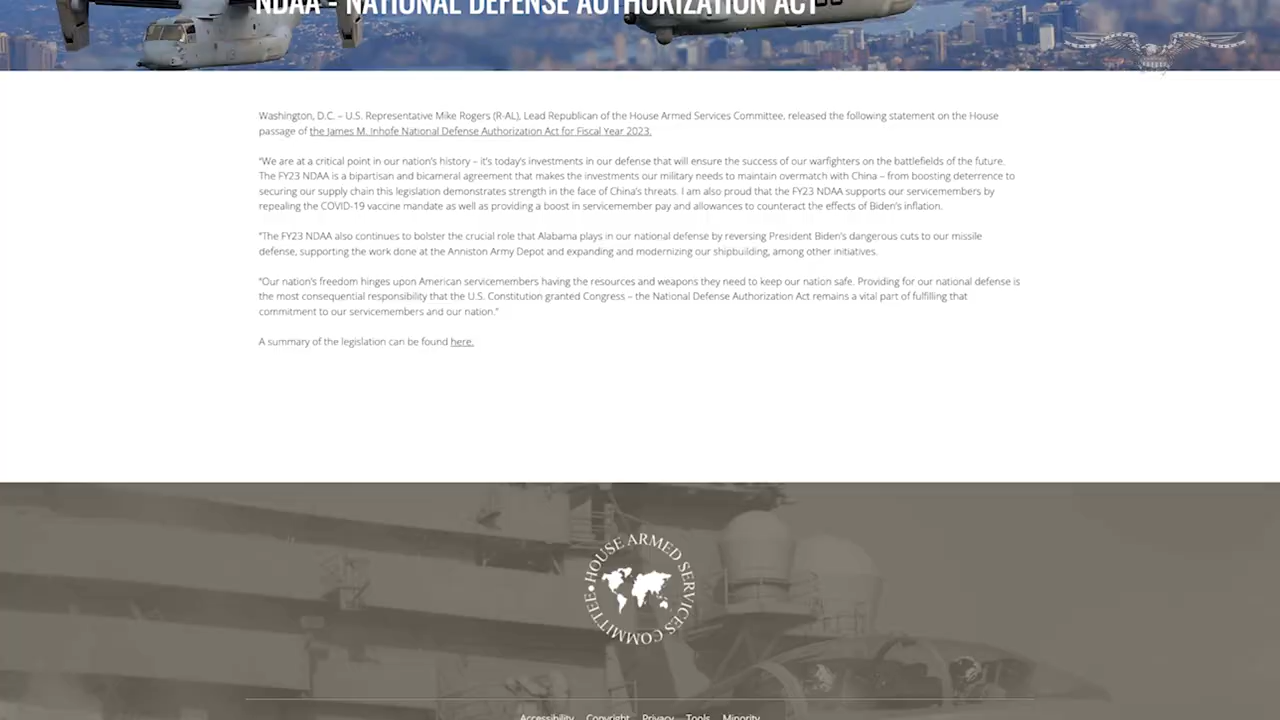 NDAA - NATIONAL DEFENSE AUTHORIZATION ACT
Washington, D.C. – U.S. Representative Mike Rogers (R-AL), Lead Republican of the House Armed Services Committee, released the following statement on the House
passage of the James M. Inhofe National Defense Authorization Act for Fiscal Year 2023.
“We are at a critical point in our nation’s history – it’s today’s investments in our defense that will ensure the success of our warfighters on the battlefields of the future.
The FY23 NDAA is a bipartisan and bicameral agreement that makes the investments our military needs to maintain overmatch with China – from boosting deterrence to
securing our supply chain this legislation demonstrates strength in the face of China’s threats. I am also proud that the FY23 NDAA supports our servicemembers by
repealing the COVID-19 vaccine mandate as well as providing a boost in servicemember pay and allowances to counteract the effects of Biden’s inflation.
“The FY23 NDAA also continues to bolster the crucial role that Alabama plays in our national defense by reversing President Biden’s dangerous cuts to our missile
defense, supporting the work done at the Anniston Army Depot and expanding and modernizing our shipbuilding, among other initiatives.
“Our nation’s freedom hinges upon American servicemembers having the resources and weapons they need to keep our nation safe. Providing for our national defense is
the most consequential responsibility that the U.S. Constitution granted Congress – the National Defense Authorization Act remains a vital part of fulfilling that
commitment to our servicemembers and our nation.”
A summary of the legislation can be found here.
HOUSE ARMED SERVICES COMMITTEE
Accessibility Copyright Privacy Tools Minority